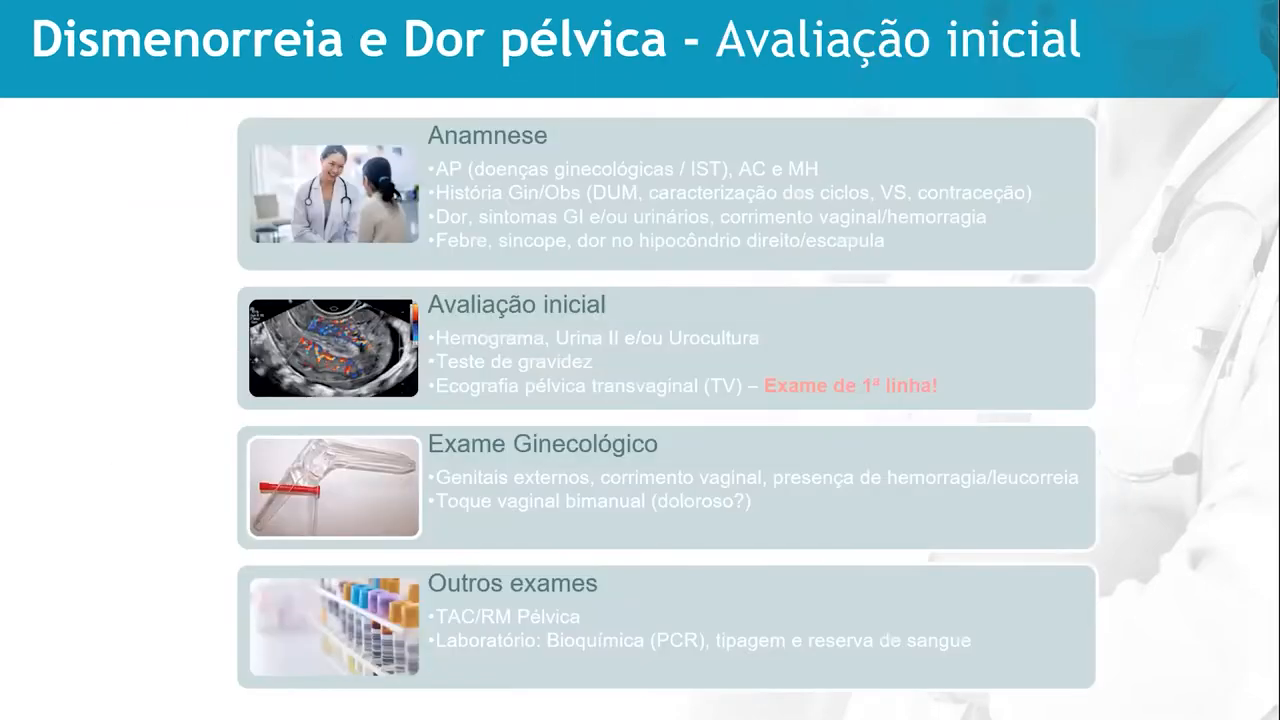 Dismenorreia e Dor pélvica - Avaliação inicial
Anamnese
•AP (doenças ginecológicas / IST), AC e MH
•História Gin/Obs (DUM, caracterização dos ciclos, VS, contraceção)
•Dor, sintomas GI e/ou urinários, corrimento vaginal/hemorragia
•Febre, sincope, dor no hipocôndrio direito/escapula
Avaliação inicial
•Hemograma, Urina II e/ou Urocultura
•Teste de gravidez
•Ecografia pélvica transvaginal (TV) – Exame de 1ª linha!
Exame Ginecológico
•Genitais externos, corrimento vaginal, presença de hemorragia/leucorreia
•Toque vaginal bimanual (doloroso?)
Outros exames
•TAC/RM Pélvica
•Laboratório: Bioquímica (PCR), tipagem e reserva de sangue